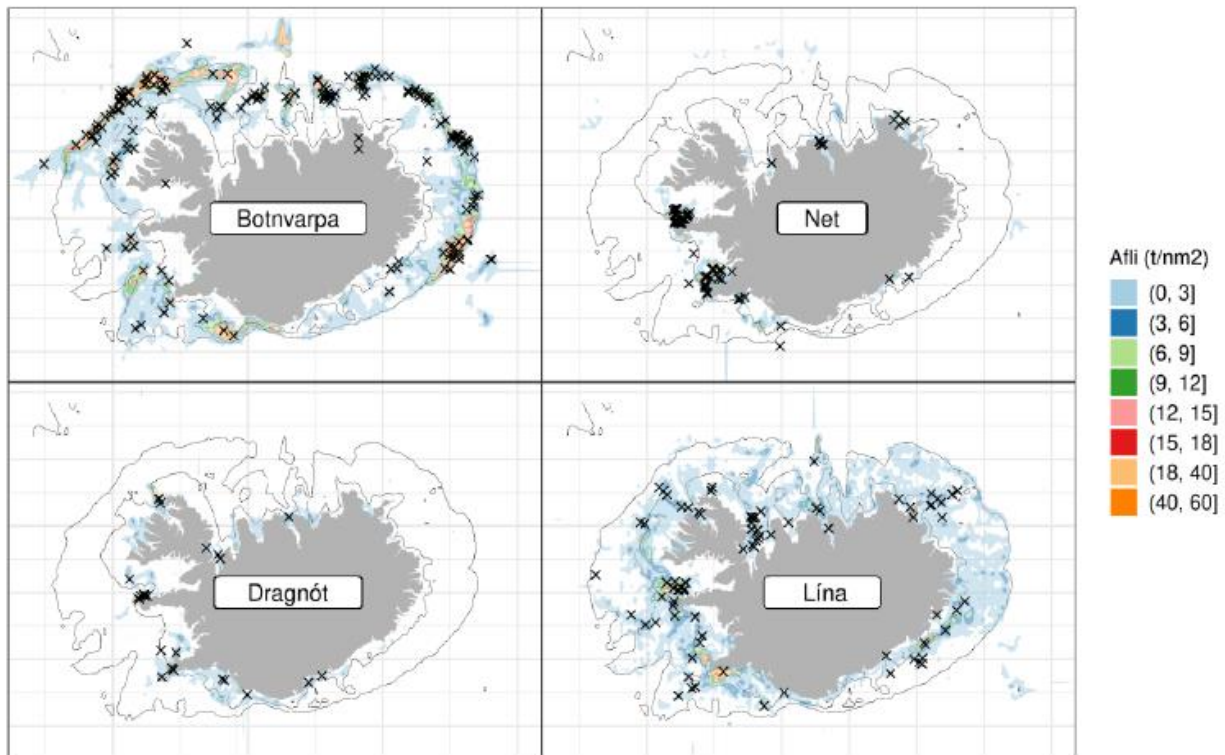 Botnvarpa
Net
Dragnót
Lína
Afli (t/nm2)
(0, 3]
(3, 6]
(6, 9]
(9, 12]
(12, 15]
(15, 18]
(18, 40]
(40, 60]